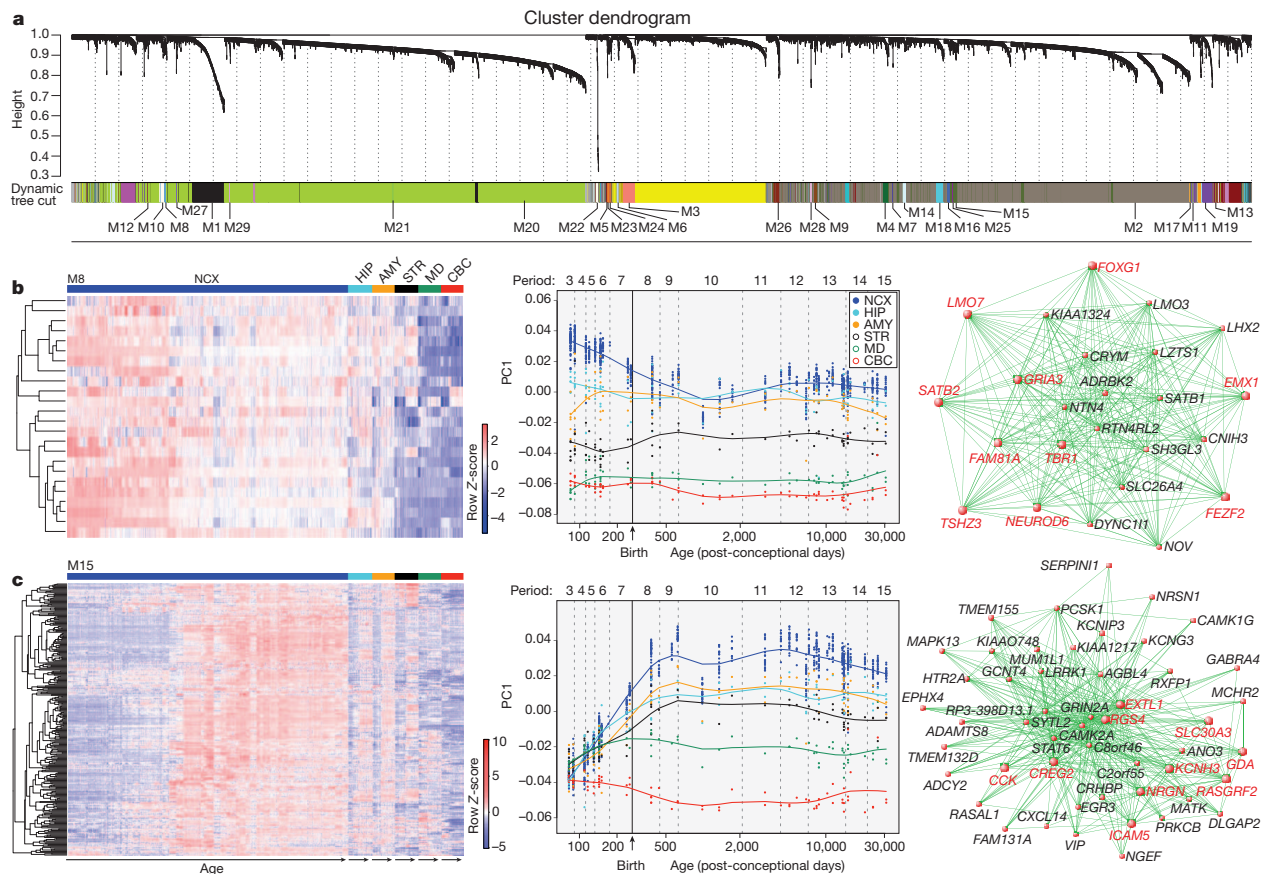 a
Cluster dendrogram
1.0
0.9
0.8
0.7
0.6
0.5
0.4
0.3
Height
Dynamic
tree cut
M27
M3
M14
M15
M13
M12 M10 M8 M1 M29 M21 M20 M22 M5 M23 M24 M6 M26 M28 M9 M4 M7 M18 M16 M25 M2 M17 M11 M19
b
M8 NCX HIP AMY STR MD CBC
Row Z-score
2
0
−2
−4
Period: 3 4 5 6 7 8 9 10 11 12 13 14 15
0.06
0.04
0.02
0.00
−0.02
−0.04
−0.06
−0.08
PC1
NCX
HIP
AMY
STR
MD
CBC
100 200 500 2,000 10,000 30,000
Birth Age (post-conceptional days)
FOXG1
LMO7
LMO3
KIAA1324
LHX2
LZTS1
CRYM
GRIA3
ADRBK2
EMX1
SATB2
SATB1
NTN4
RTN4RL2
CNIH3
SH3GL3
FAM81A
TBR1
SLC26A4
FEZF2
TSHZ3
NEUROD6
DYNC1I1
NOV
c
M15
Row Z-score
10
5
0
−5
Age
Period: 3 4 5 6 7 8 9 10 11 12 13 14 15
0.04
0.02
0.00
−0.02
−0.04
−0.06
PC1
100 200 500 2,000 10,000 30,000
Birth Age (post-conceptional days)
SERPINI1
NRSN1
TMEM155
PCSK1
CAMK1G
KCNIP3
MAPK13
KIAAO748
KIAA1217
KCNG3
MUM1L1
GABRA4
HTR2A
GCNT4
LRRK1
AGBL4
RXFP1
MCHR2
EPHX4
RP3-398D13.1
GRIN2A
EXTL1
RGS4
SLC30A3
ADAMTS8
SYTL2
CAMK2A
STAT6
C8orf46
ANO3
TMEM132D
GDA
CREG2
C2orf55
KCNH3
ADCY2
CCK
CRHBP
NRGN
RASGRF2
RASAL1
EGR3
MATK
CXCL14
PRKCB
DLGAP2
FAM131A
VIP
ICAM5
NGEF